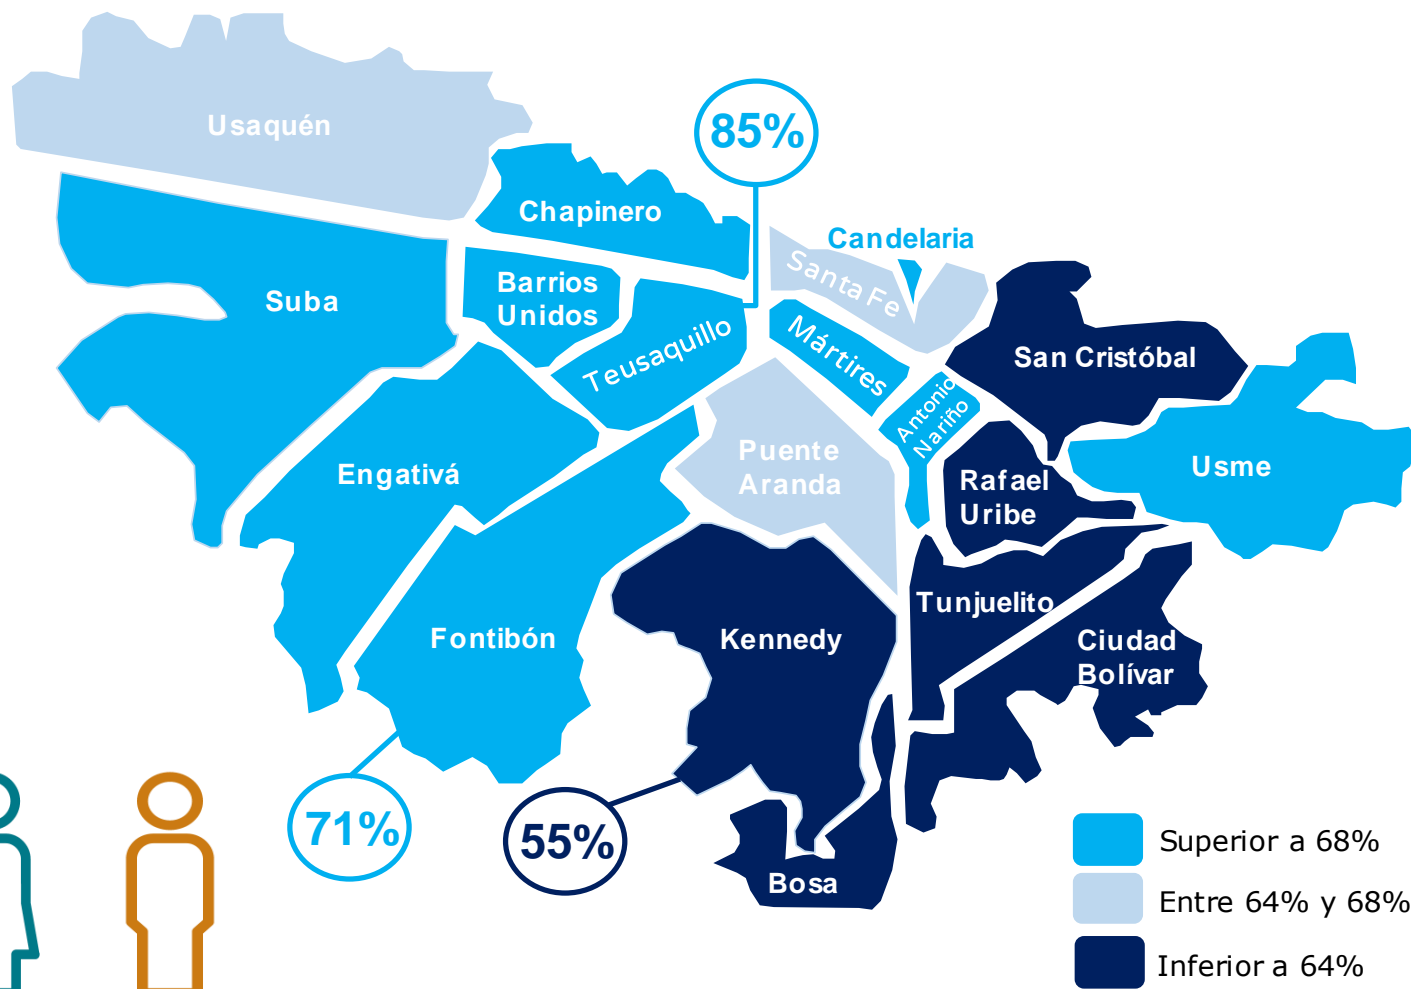 Usaquén
85%
Chapinero
Candelaria
Santa Fe
Suba
Barrios
Unidos
Teusaquillo
Mártires
San Cristóbal
Antonio
Nariño
Puente
Aranda
Engativá
Rafael
Uribe
Usme
Tunjuelito
Fontibón
Kennedy
Ciudad
Bolívar
71%
55%
Bosa
Superior a 68%
Entre 64% y 68%
Inferior a 64%